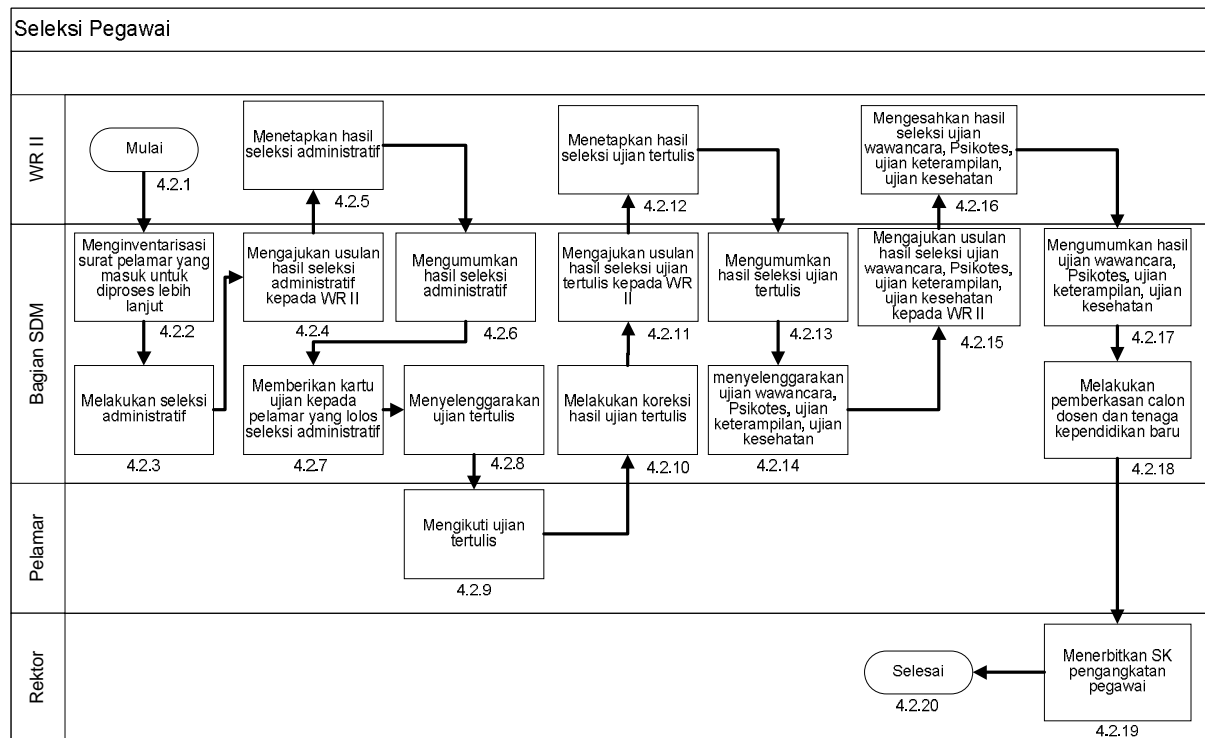 Seleksi Pegawai
WR II
Mulai
4.2.1
Menetapkan hasil
seleksi administratif
4.2.5
Menetapkan hasil
seleksi ujian tertulis
4.2.12
Mengesahkan hasil
seleksi ujian
wawancara, Psikotes,
ujian keterampilan,
ujian kesehatan
4.2.16
Bagian SDM
Menginventarisasi
surat pelamar yang
masuk untuk
diproses lebih
lanjut
4.2.2
Mengajukan usulan
hasil seleksi
administratif
kepada WR II
4.2.4
Mengumumkan
hasil seleksi
administratif
4.2.6
Mengajukan usulan
hasil seleksi ujian
tertulis kepada WR
II
4.2.11
Mengumumkan
hasil seleksi ujian
tertulis
4.2.13
Mengajukan usulan
hasil seleksi ujian
wawancara, Psikotes,
ujian keterampilan,
ujian kesehatan
kepada WR II
4.2.15
Mengumumkan hasil
ujian wawancara,
Psikotes, ujian
keterampilan, ujian
kesehatan
4.2.17
Melakukan seleksi
administratif
4.2.3
Memberikan kartu
ujian kepada
pelamar yang lolos
seleksi administratif
4.2.7
Menyelenggarakan
ujian tertulis
4.2.8
Melakukan koreksi
hasil ujian tertulis
4.2.10
menyelenggarakan
ujian wawancara,
Psikotes, ujian
keterampilan, ujian
kesehatan
4.2.14
Melakukan
pemberkasan calon
dosen dan tenaga
kependidikan baru
4.2.18
Pelamar
Mengikuti ujian
tertulis
4.2.9
Rektor
Selesai
4.2.20
Menerbitkan SK
pengangkatan
pegawai
4.2.19